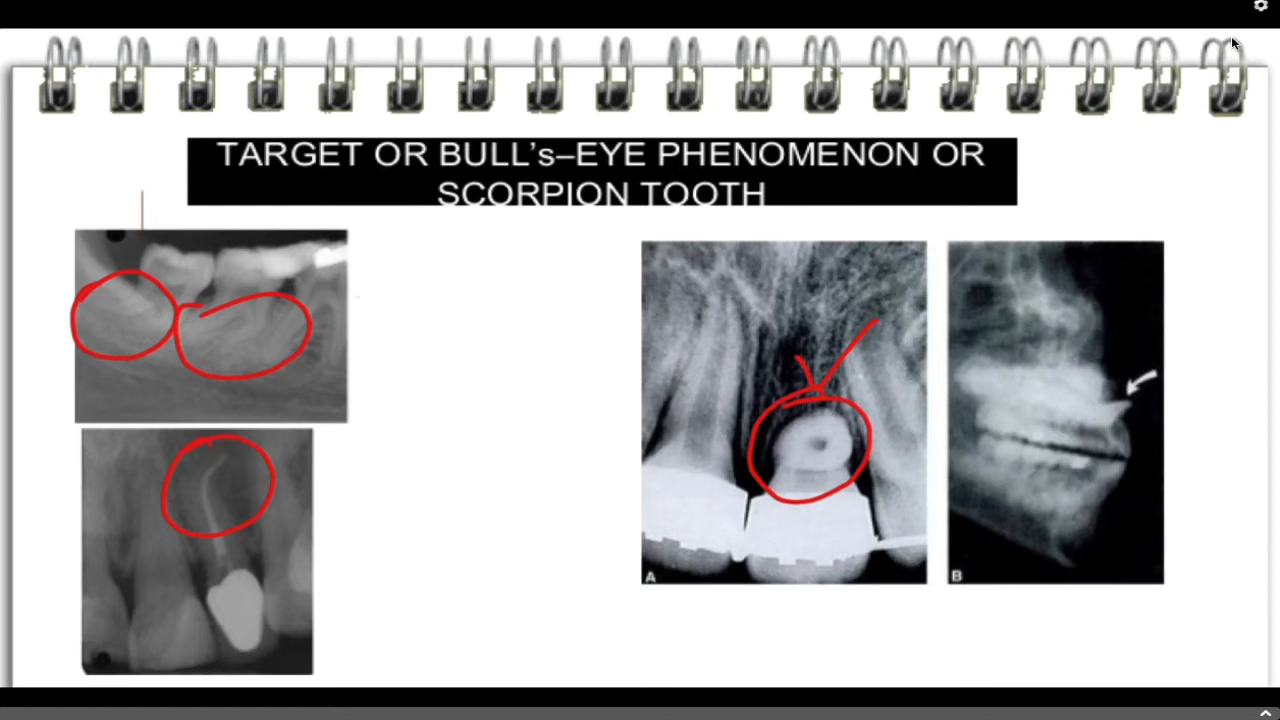 TARGET OR BULL’s–EYE PHENOMENON OR
SCORPION TOOTH
A
B